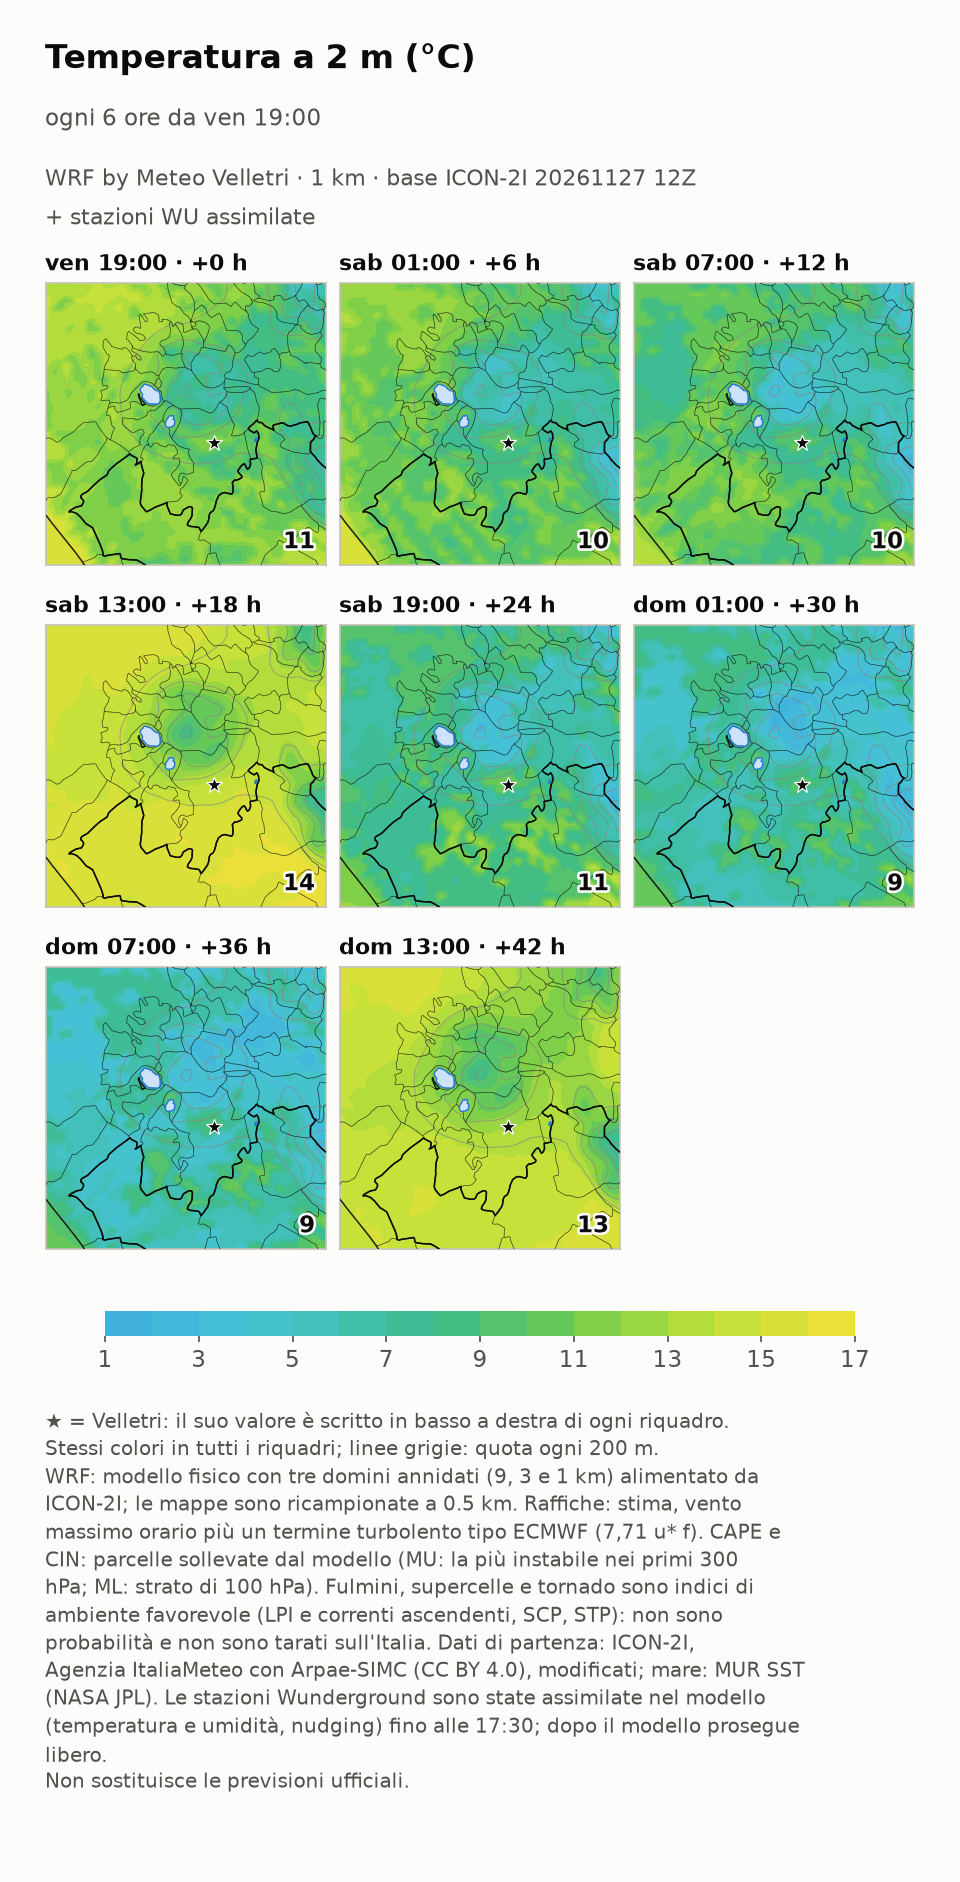 Temperatura a 2 m (°C)
ogni 6 ore da ven 19:00
WRF by Meteo Velletri · 1 km · base ICON-2I 20261127 12Z
+ stazioni WU assimilate
ven 19:00 · +0 h
sab 01:00 · +6 h
sab 07:00 · +12 h
11
10
10
sab 13:00 · +18 h
sab 19:00 · +24 h
dom 01:00 · +30 h
14
11
9
dom 07:00 · +36 h
dom 13:00 · +42 h
9
13
1 3 5 7 9 11 13 15 17
★ = Velletri: il suo valore è scritto in basso a destra di ogni riquadro.
Stessi colori in tutti i riquadri; linee grigie: quota ogni 200 m.
WRF: modello fisico con tre domini annidati (9, 3 e 1 km) alimentato da
ICON-2I; le mappe sono ricampionate a 0.5 km. Raffiche: stima, vento
massimo orario più un termine turbolento tipo ECMWF (7,71 u* f). CAPE e
CIN: parcelle sollevate dal modello (MU: la più instabile nei primi 300
hPa; ML: strato di 100 hPa). Fulmini, supercelle e tornado sono indici di
ambiente favorevole (LPI e correnti ascendenti, SCP, STP): non sono
probabilità e non sono tarati sull'Italia. Dati di partenza: ICON-2I,
Agenzia ItaliaMeteo con Arpae-SIMC (CC BY 4.0), modificati; mare: MUR SST
(NASA JPL). Le stazioni Wunderground sono state assimilate nel modello
(temperatura e umidità, nudging) fino alle 17:30; dopo il modello prosegue
libero.
Non sostituisce le previsioni ufficiali.